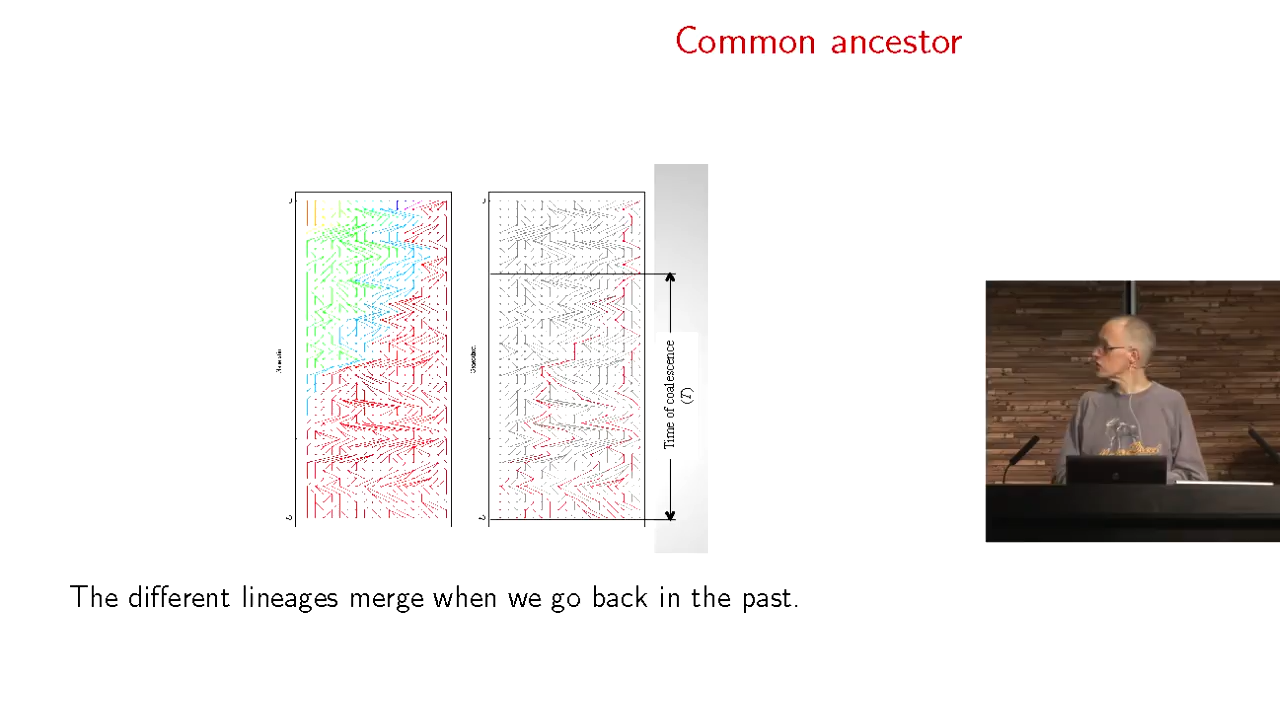 Common ancestor
Time of coalescence
(T)
The different lineages merge when we go back in the past.